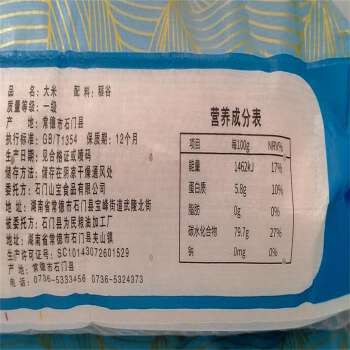 品名：大米 配料：稻谷
质量等级：一级
产地：常德市石门县
执行标准：GB/T1354 保质期：12个月
生产日期：见合格证或喷码
储存方法：储存在阴凉干燥通风处
委托方：石门山宝食品有限公司
地址：湖南省常德市石门县宝峰街道武陵北街
被委托方：石门县为民粮油加工厂
地址：湖南省常德市石门县夹山镇
生产许可证号：SC10143072601529
产地：常德市石门县
电话：0736-5333456 0736-5324373
营养成分表
项目 每100g NRV%
能量 1462kJ 17%
蛋白质 5.8g 10%
脂肪 0g 0%
碳水化合物 79.7g 27%
钠 0mg 0%